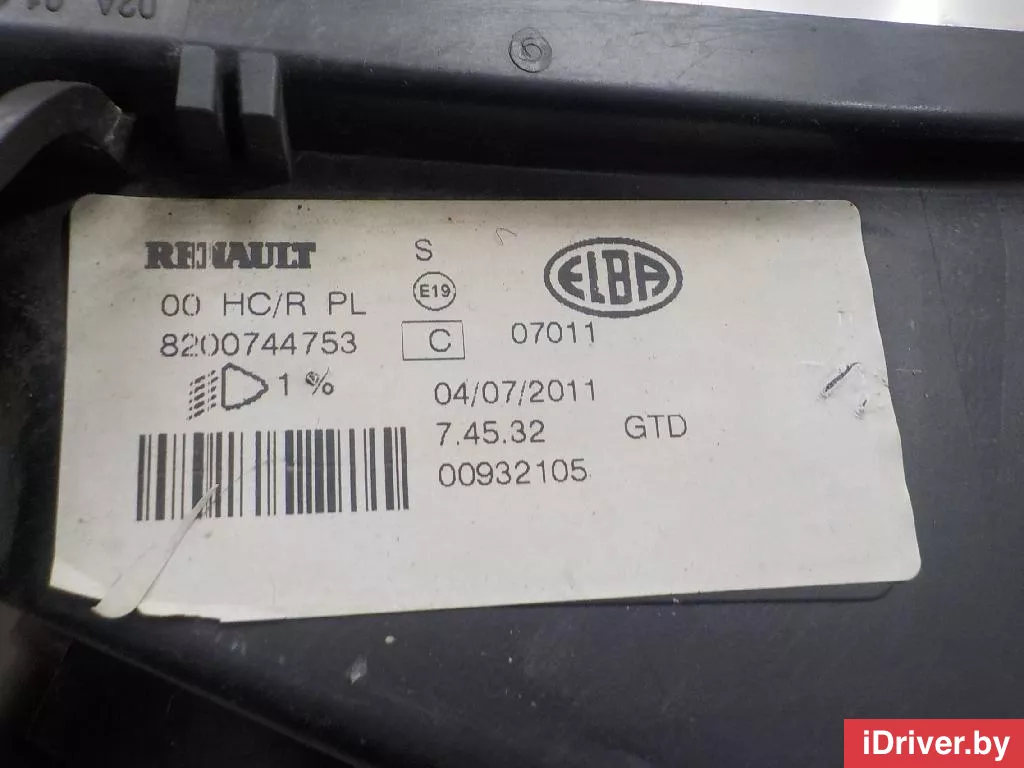 RENAULT S ELBA
00 HC/R PL E19
8200744753 C 07011
1 % 04/07/2011
7.45.32 GTD
00932105
iDriver.by